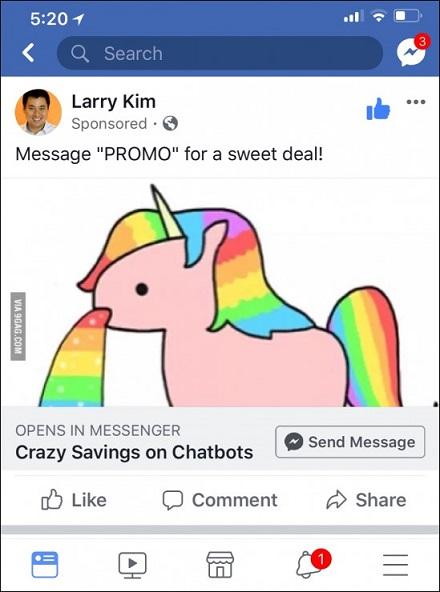 5:20
Search
3
Larry Kim
Sponsored ·
Message "PROMO" for a sweet deal!
VIA 9GAG.COM
OPENS IN MESSENGER
Crazy Savings on Chatbots
Send Message
Like
Comment
Share
1